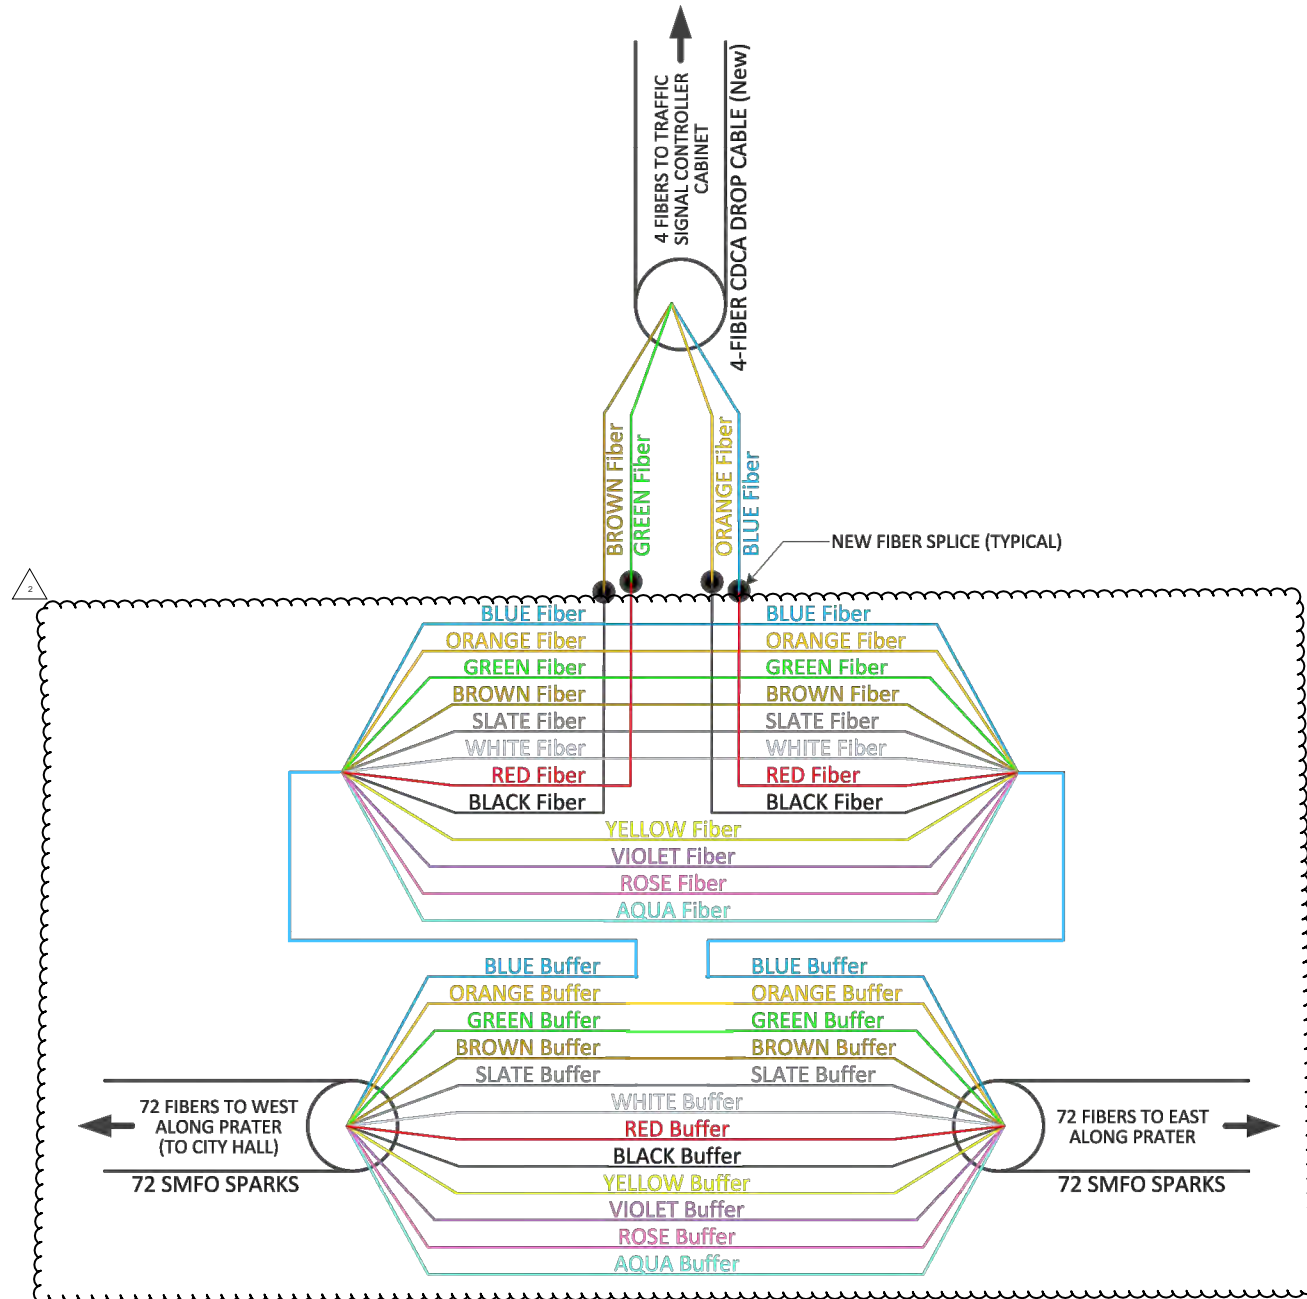 4 FIBERS TO TRAFFIC
SIGNAL CONTROLLER
CABINET
4-FIBER CDCA DROP CABLE (New)
BROWN Fiber
GREEN Fiber
ORANGE Fiber
BLUE Fiber
NEW FIBER SPLICE (TYPICAL)
2
BLUE Fiber BLUE Fiber
ORANGE Fiber ORANGE Fiber
GREEN Fiber GREEN Fiber
BROWN Fiber BROWN Fiber
SLATE Fiber SLATE Fiber
WHITE Fiber WHITE Fiber
RED Fiber RED Fiber
BLACK Fiber BLACK Fiber
YELLOW Fiber
VIOLET Fiber
ROSE Fiber
AQUA Fiber
BLUE Buffer BLUE Buffer
ORANGE Buffer ORANGE Buffer
GREEN Buffer GREEN Buffer
BROWN Buffer BROWN Buffer
SLATE Buffer SLATE Buffer
WHITE Buffer
RED Buffer
BLACK Buffer
YELLOW Buffer
VIOLET Buffer
ROSE Buffer
AQUA Buffer
72 FIBERS TO WEST
ALONG PRATER
(TO CITY HALL)
72 SMFO SPARKS
72 FIBERS TO EAST
ALONG PRATER
72 SMFO SPARKS